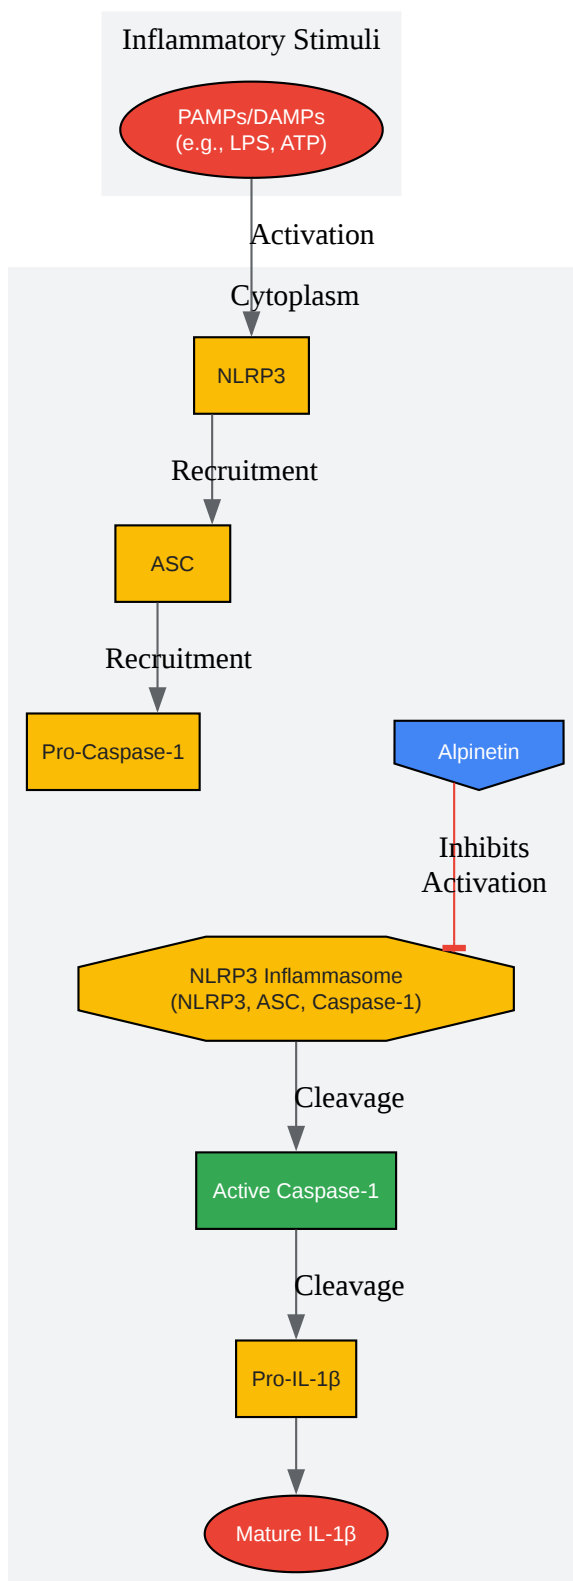 Inflammatory Stimuli
PAMPs/DAMPs
(e.g., LPS, ATP)
Activation
Cytoplasm
NLRP3
Recruitment
ASC
Recruitment
Pro-Caspase-1
Alpinetin
Inhibits
Activation
NLRP3 Inflammasome
(NLRP3, ASC, Caspase-1)
Cleavage
Active Caspase-1
Cleavage
Pro-IL-1β
Mature IL-1β